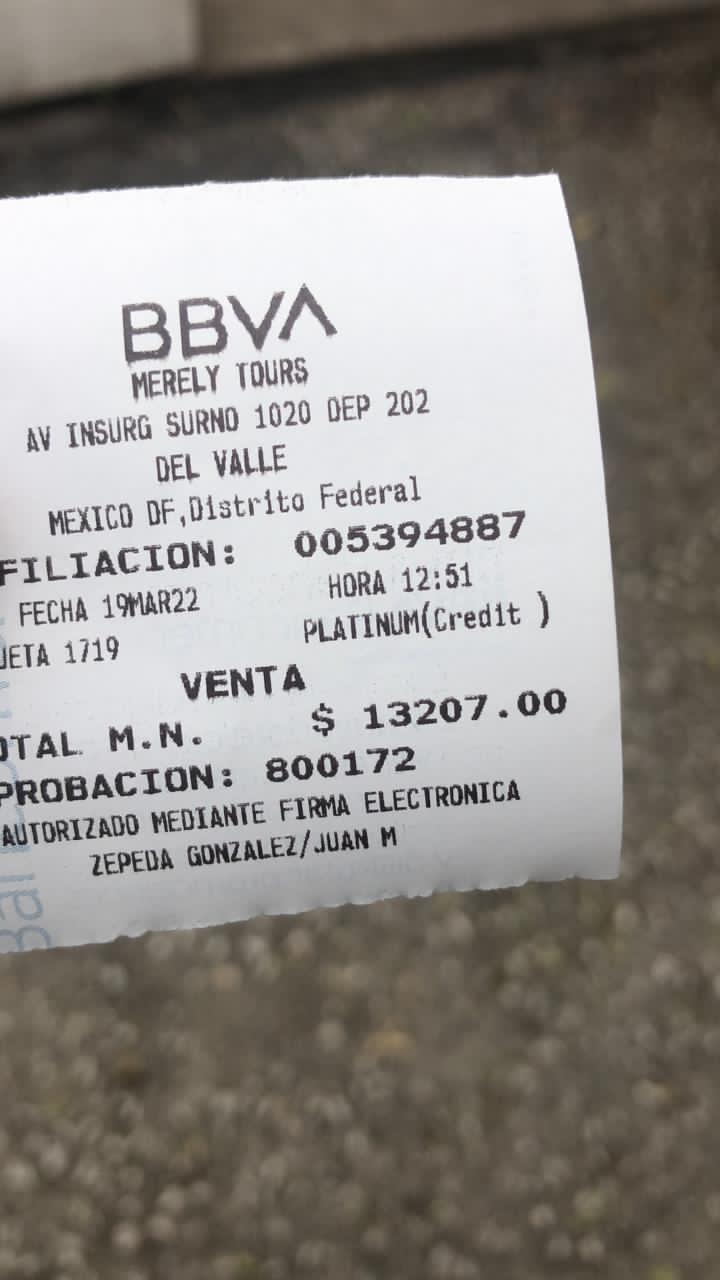 BBVA
MERELY TOURS
AV INSURG SURNO 1020 DEP 202
DEL VALLE
MEXICO DF,Distrito Federal
FILIACION: 005394887
FECHA 19MAR22 HORA 12:51
JETA 1719 PLATINUM(Credit )
VENTA
OTAL M.N. $ 13207.00
PROBACION: 800172
AUTORIZADO MEDIANTE FIRMA ELECTRONICA
ZEPEDA GONZALEZ/JUAN M